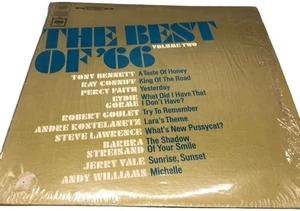 THE BEST
OF '66
VOLUME TWO
TONY BENNETT A Taste Of Honey
RAY CONNIFF King Of The Road
PERCY FAITH Yesterday
EYDIE GORME What Did I Have That I Don't Have?
ROBERT GOULET Try To Remember
ANDRE KOSTELANETZ Lara's Theme
STEVE LAWRENCE What's New Pussycat?
BARBRA STREISAND The Shadow Of Your Smile
JERRY VALE Sunrise, Sunset
ANDY WILLIAMS Michelle